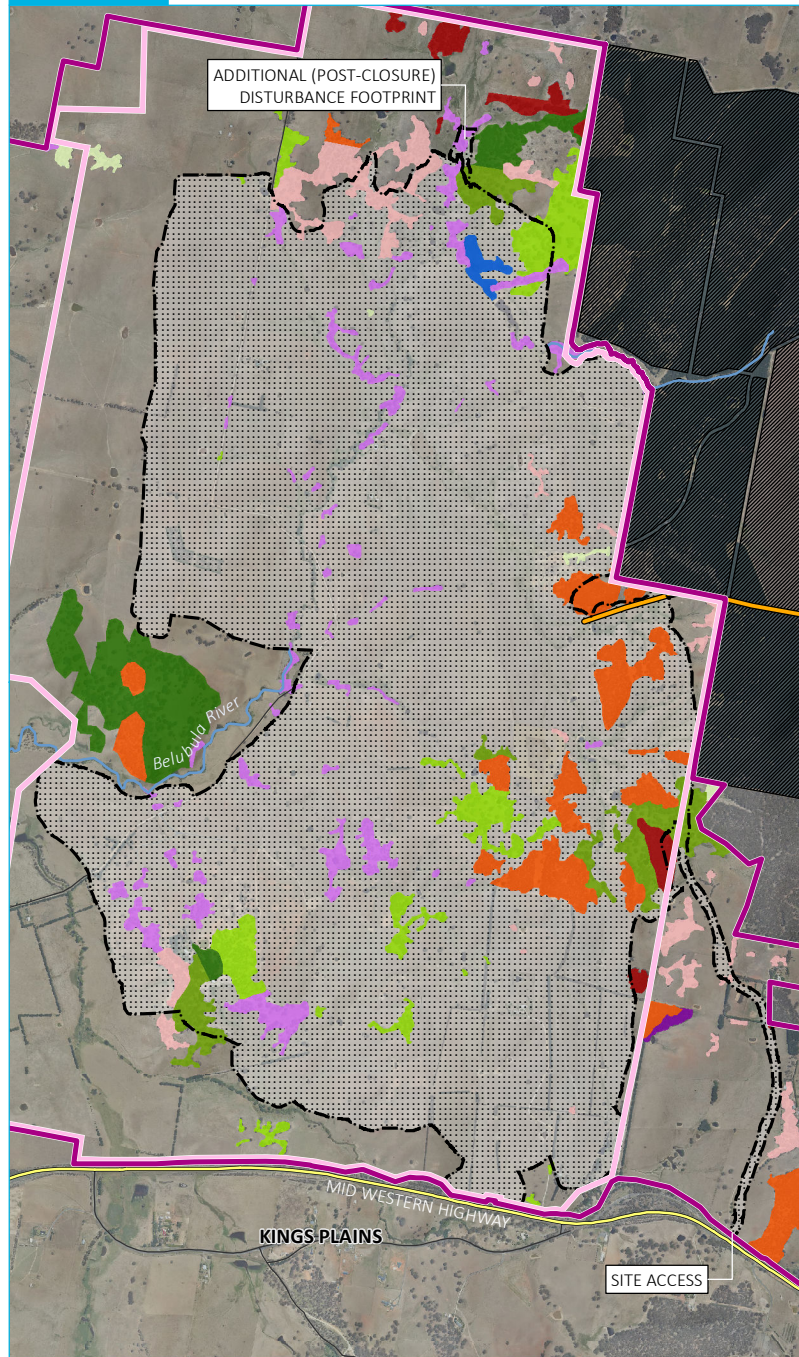 ADDITIONAL (POST-CLOSURE)
DISTURBANCE FOOTPRINT
Belubula River
MID WESTERN HIGHWAY
KINGS PLAINS
SITE ACCESS